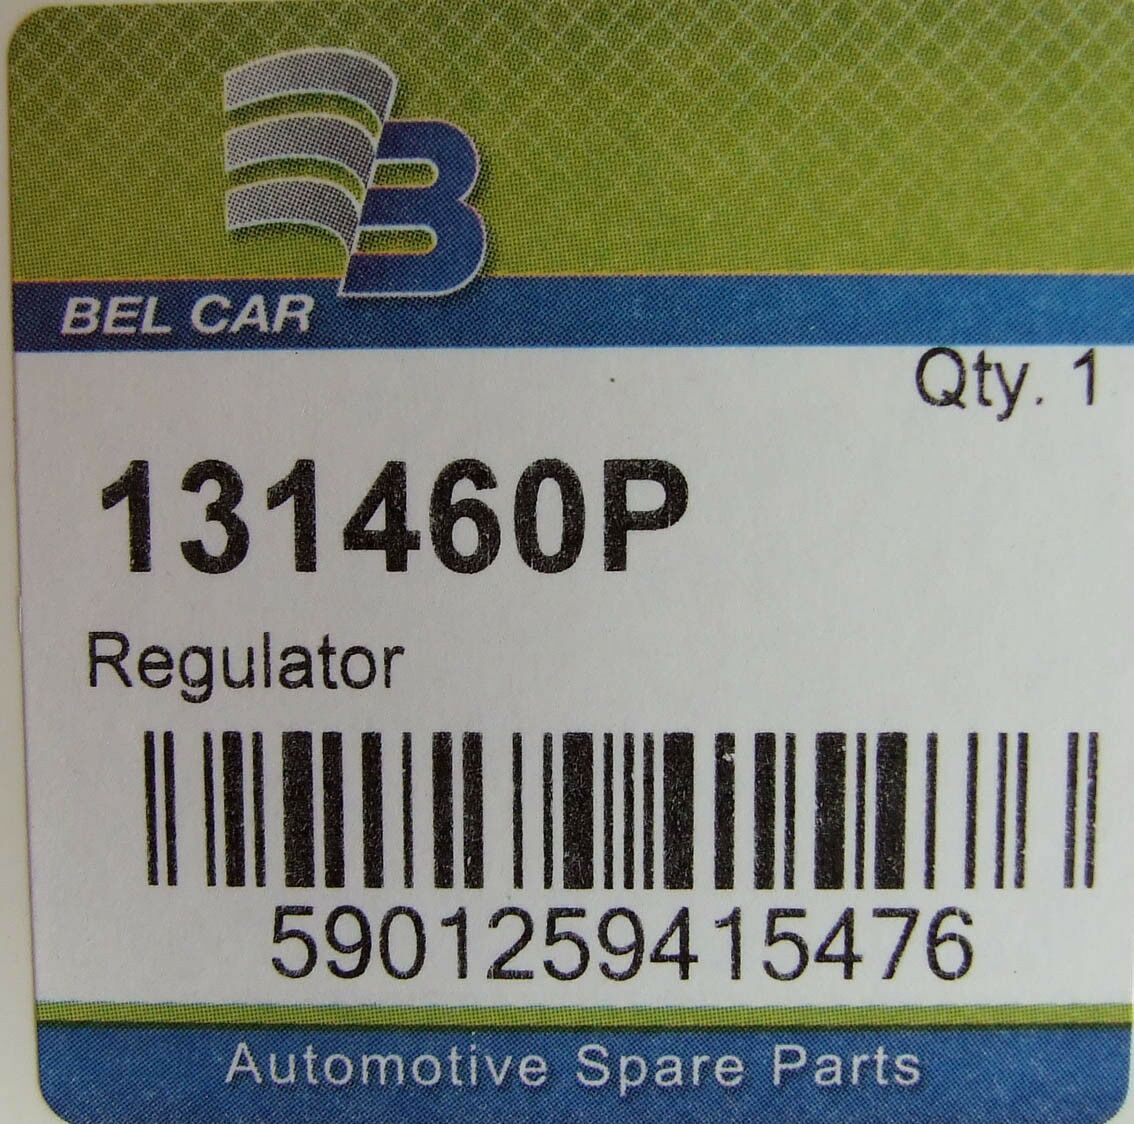 B
BEL CAR
Qty. 1
131460P
Regulator
5901259415476
Automotive Spare Parts